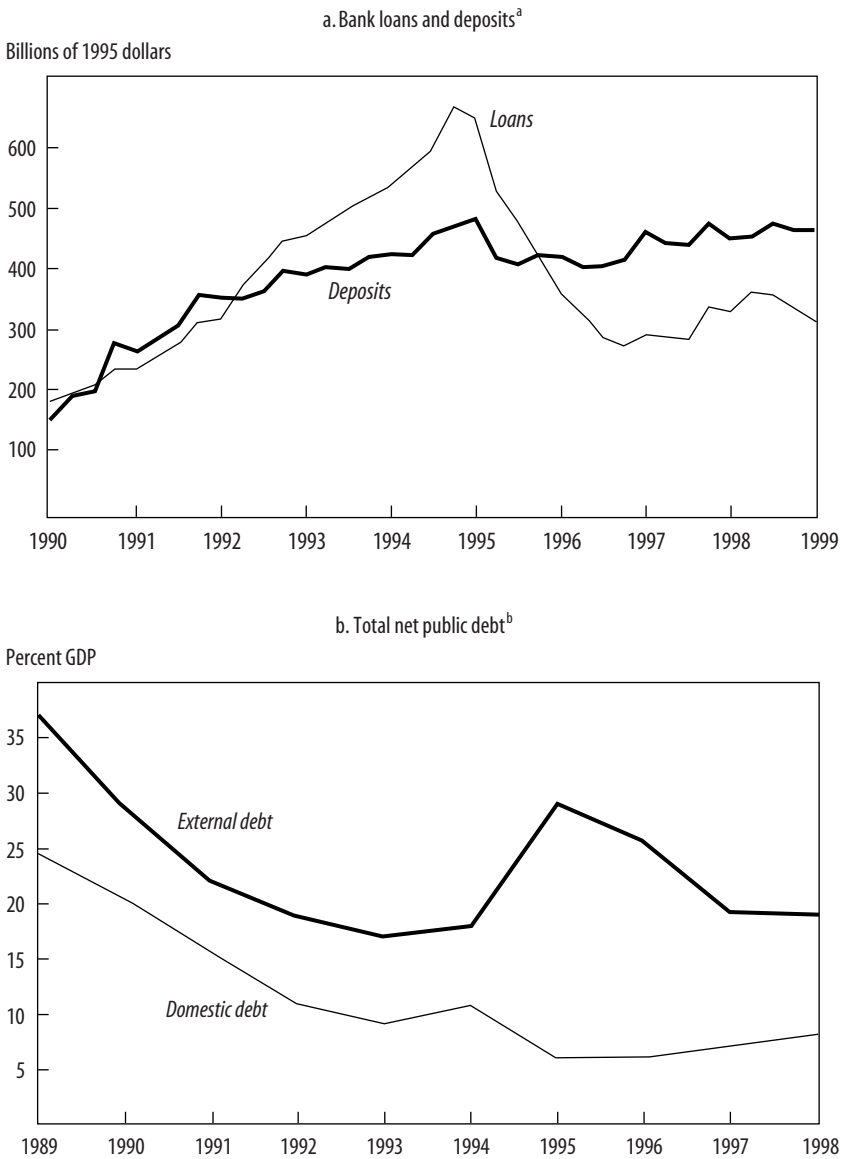 a. Bank loans and deposits^a
Billions of 1995 dollars
Loans
600
500
400
Deposits
300
200
100
1990 1991 1992 1993 1994 1995 1996 1997 1998 1999
b. Total net public debt^b
Percent GDP
35
30
External debt
25
20
15
Domestic debt
10
5
1989 1990 1991 1992 1993 1994 1995 1996 1997 1998